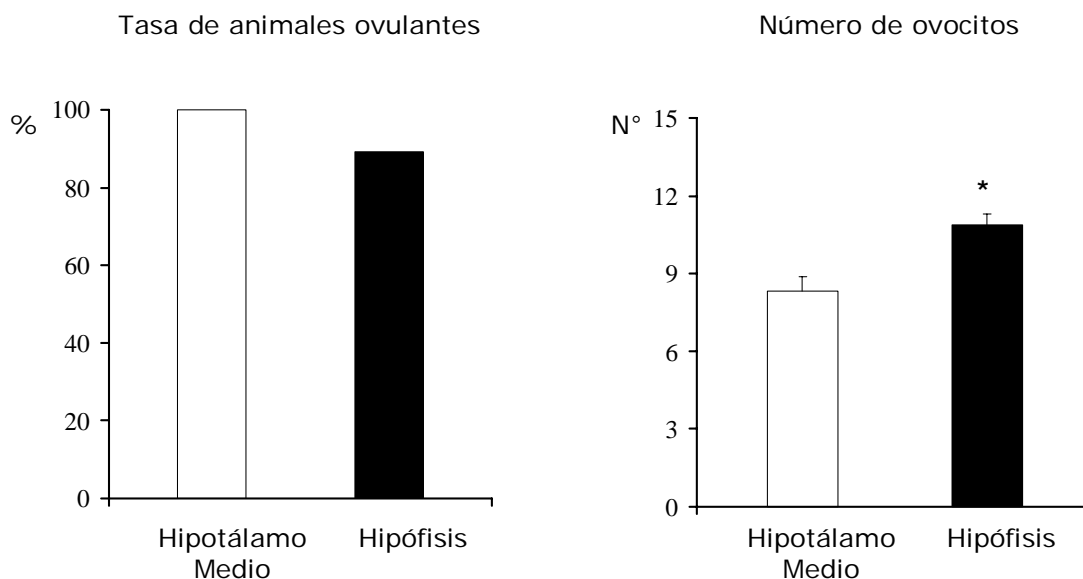 Tasa de animales ovulantes
%
100
80
60
40
20
0
Hipotálamo
Medio
Hipófisis
Número de ovocitos
N°
15
12
9
6
3
0
*
Hipotálamo
Medio
Hipófisis